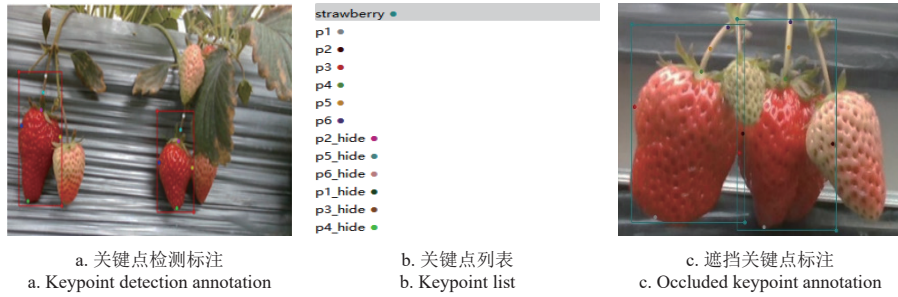 strawberry
p1
p2
p3
p4
p5
p6
p2_hide
p5_hide
p6_hide
p1_hide
p3_hide
p4_hide
a. 关键点检测标注
a. Keypoint detection annotation
b. 关键点列表
b. Keypoint list
c. 遮挡关键点标注
c. Occluded keypoint annotation